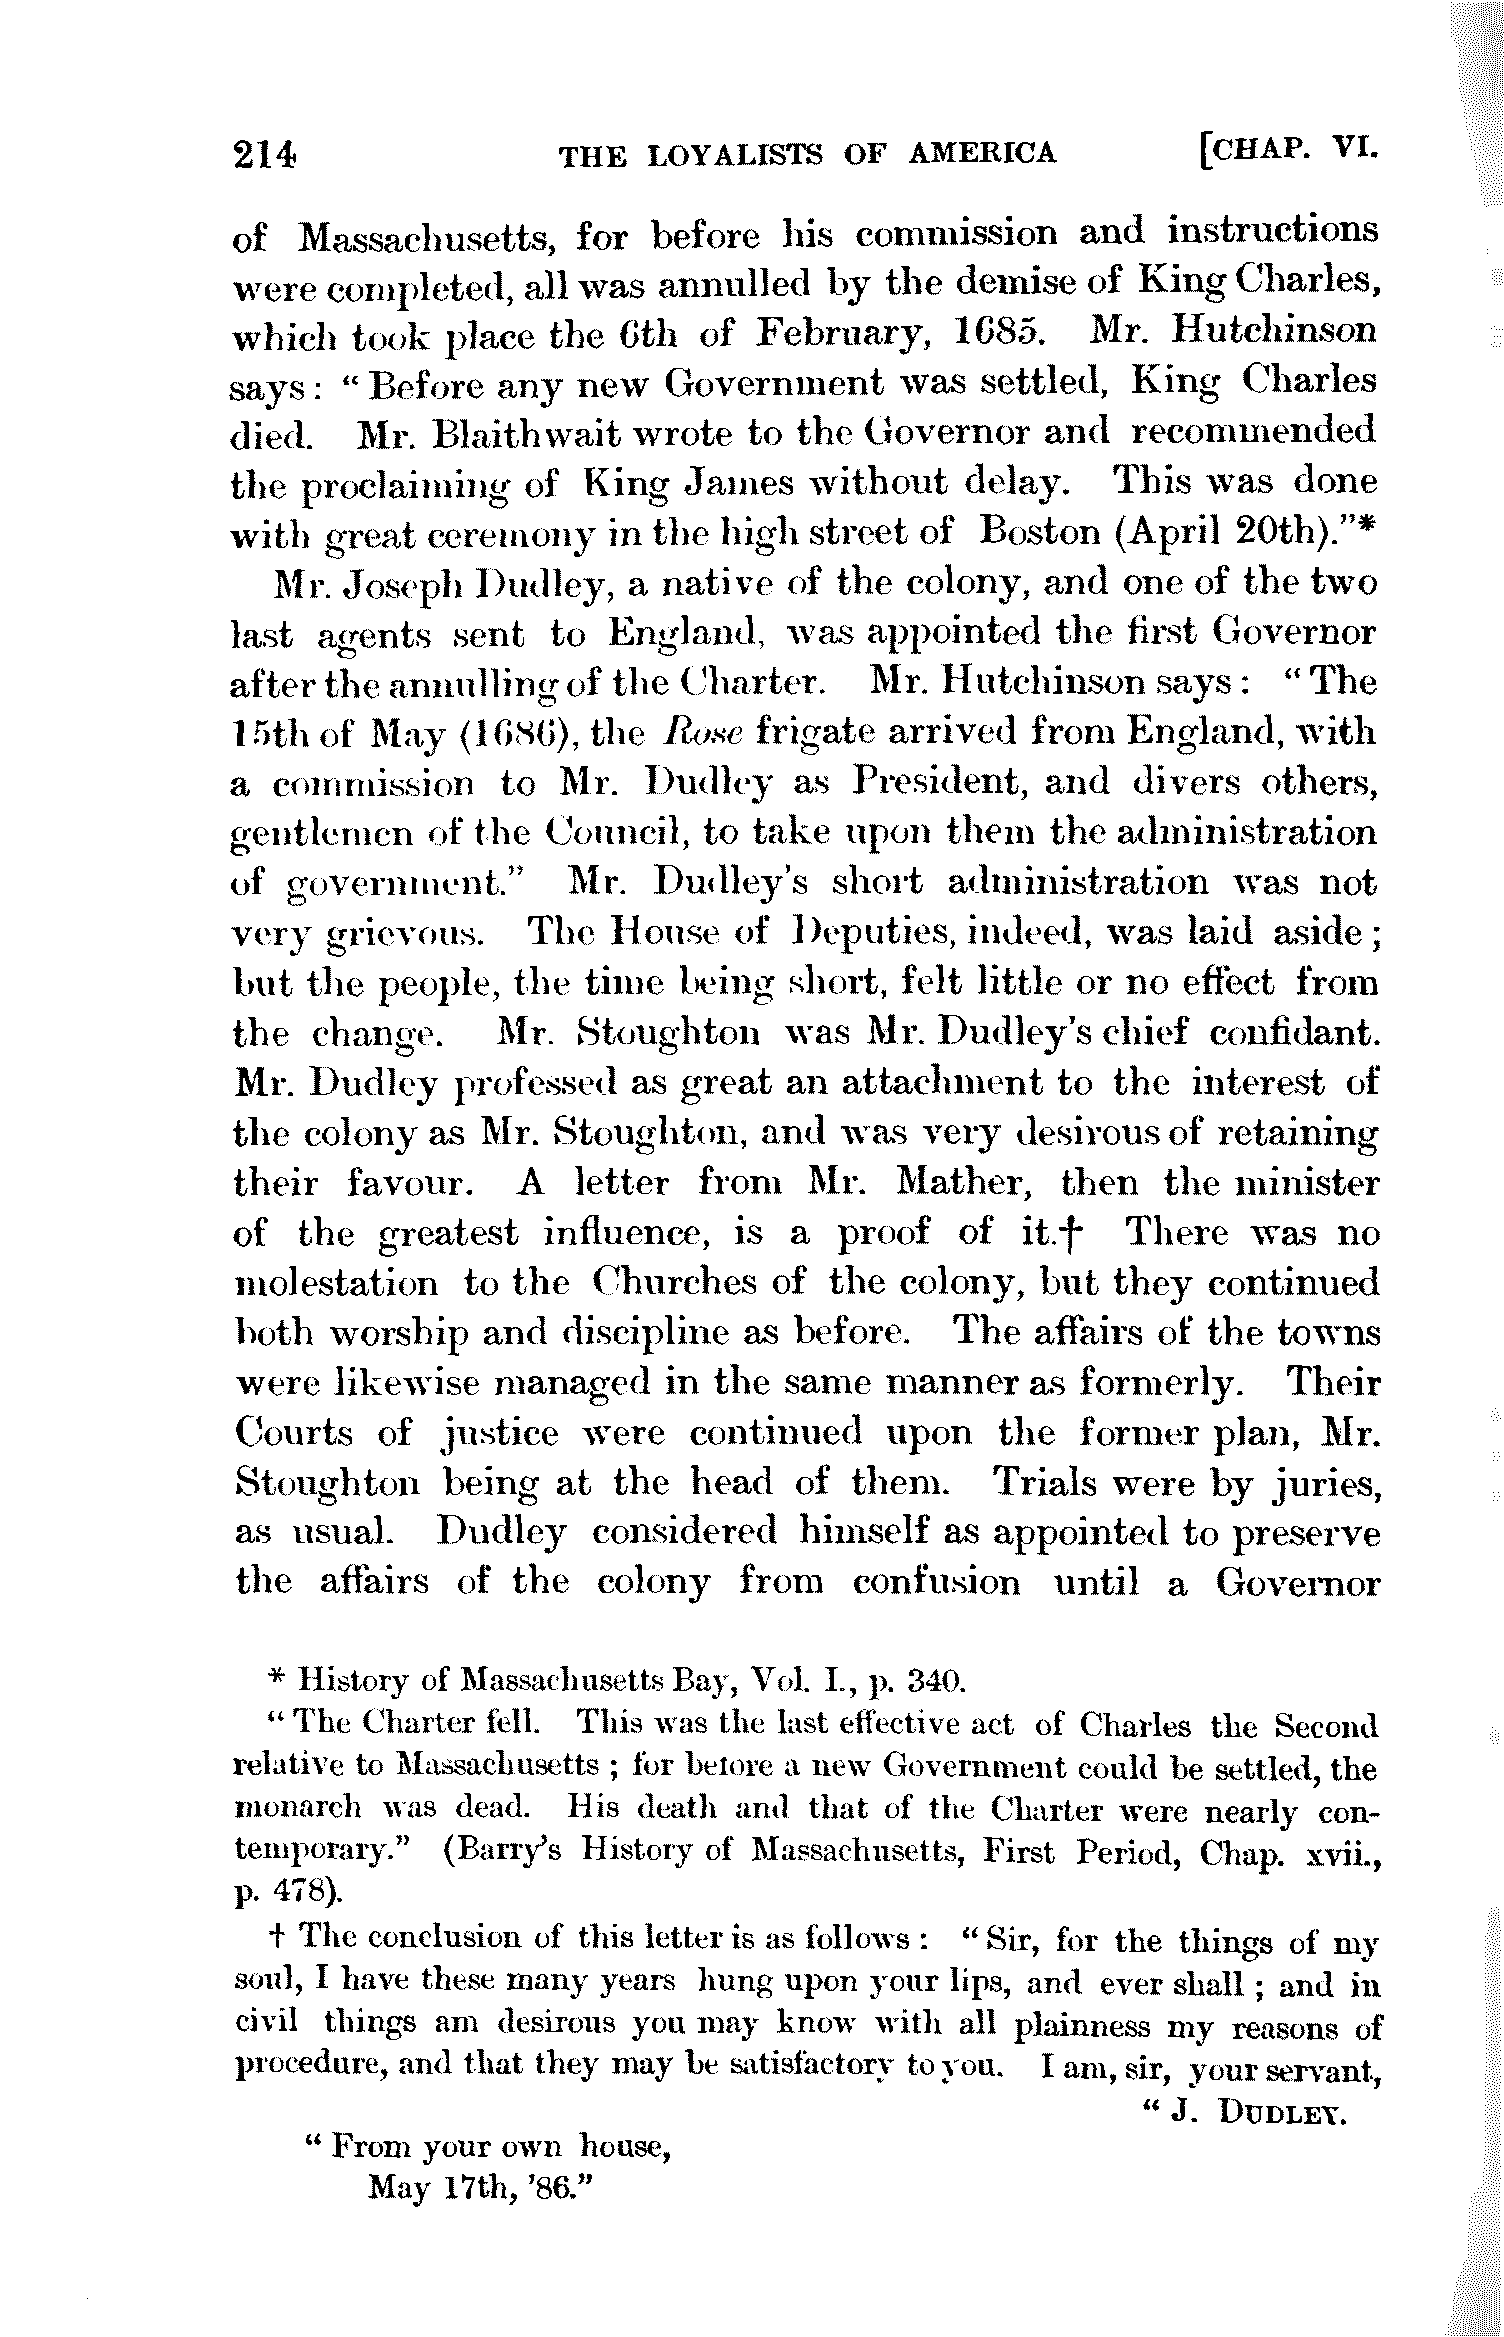 214 THE LOYALISTS OF AMERICA [CHAP. VI.
of Massachusetts, for before his commission and instructions
were completed, all was annulled by the demise of King Charles,
which took place the 6th of February, 1685. Mr. Hutchinson
says: "Before any new Government was settled, King Charles
died. Mr. Blaithwait wrote to the Governor and recommended
the proclaiming of King James without delay. This was done
with great ceremony in the high street of Boston (April 20th)."*
Mr. Joseph Dudley, a native of the colony, and one of the two
last agents sent to England, was appointed the first Governor
after the annulling of the Charter. Mr. Hutchinson says: "The
15th of May (1686), the Rose frigate arrived from England, with
a commission to Mr. Dudley as President, and divers others,
gentlemen of the Council, to take upon them the administration
of government." Mr. Dudley's short administration was not
very grievous. The House of Deputies, indeed, was laid aside;
but the people, the time being short, felt little or no effect from
the change. Mr. Stoughton was Mr. Dudley's chief confidant.
Mr. Dudley professed as great an attachment to the interest of
the colony as Mr. Stoughton, and was very desirous of retaining
their favour. A letter from Mr. Mather, then the minister
of the greatest influence, is a proof of it.† There was no
molestation to the Churches of the colony, but they continued
both worship and discipline as before. The affairs of the towns
were likewise managed in the same manner as formerly. Their
Courts of justice were continued upon the former plan, Mr.
Stoughton being at the head of them. Trials were by juries,
as usual. Dudley considered himself as appointed to preserve
the affairs of the colony from confusion until a Governor
* History of Massachusetts Bay, Vol. I., p. 340.
"The Charter fell. This was the last effective act of Charles the Second
relative to Massachusetts; for before a new Government could be settled, the
monarch was dead. His death and that of the Charter were nearly con-
temporary." (Barry's History of Massachusetts, First Period, Chap. xvii.,
p. 478).
† The conclusion of this letter is as follows: "Sir, for the things of my
soul, I have these many years hung upon your lips, and ever shall; and in
civil things am desirous you may know with all plainness my reasons of
procedure, and that they may be satisfactory to you. I am, sir, your servant,
"J. DUDLEY.
"From your own house,
May 17th, '86."